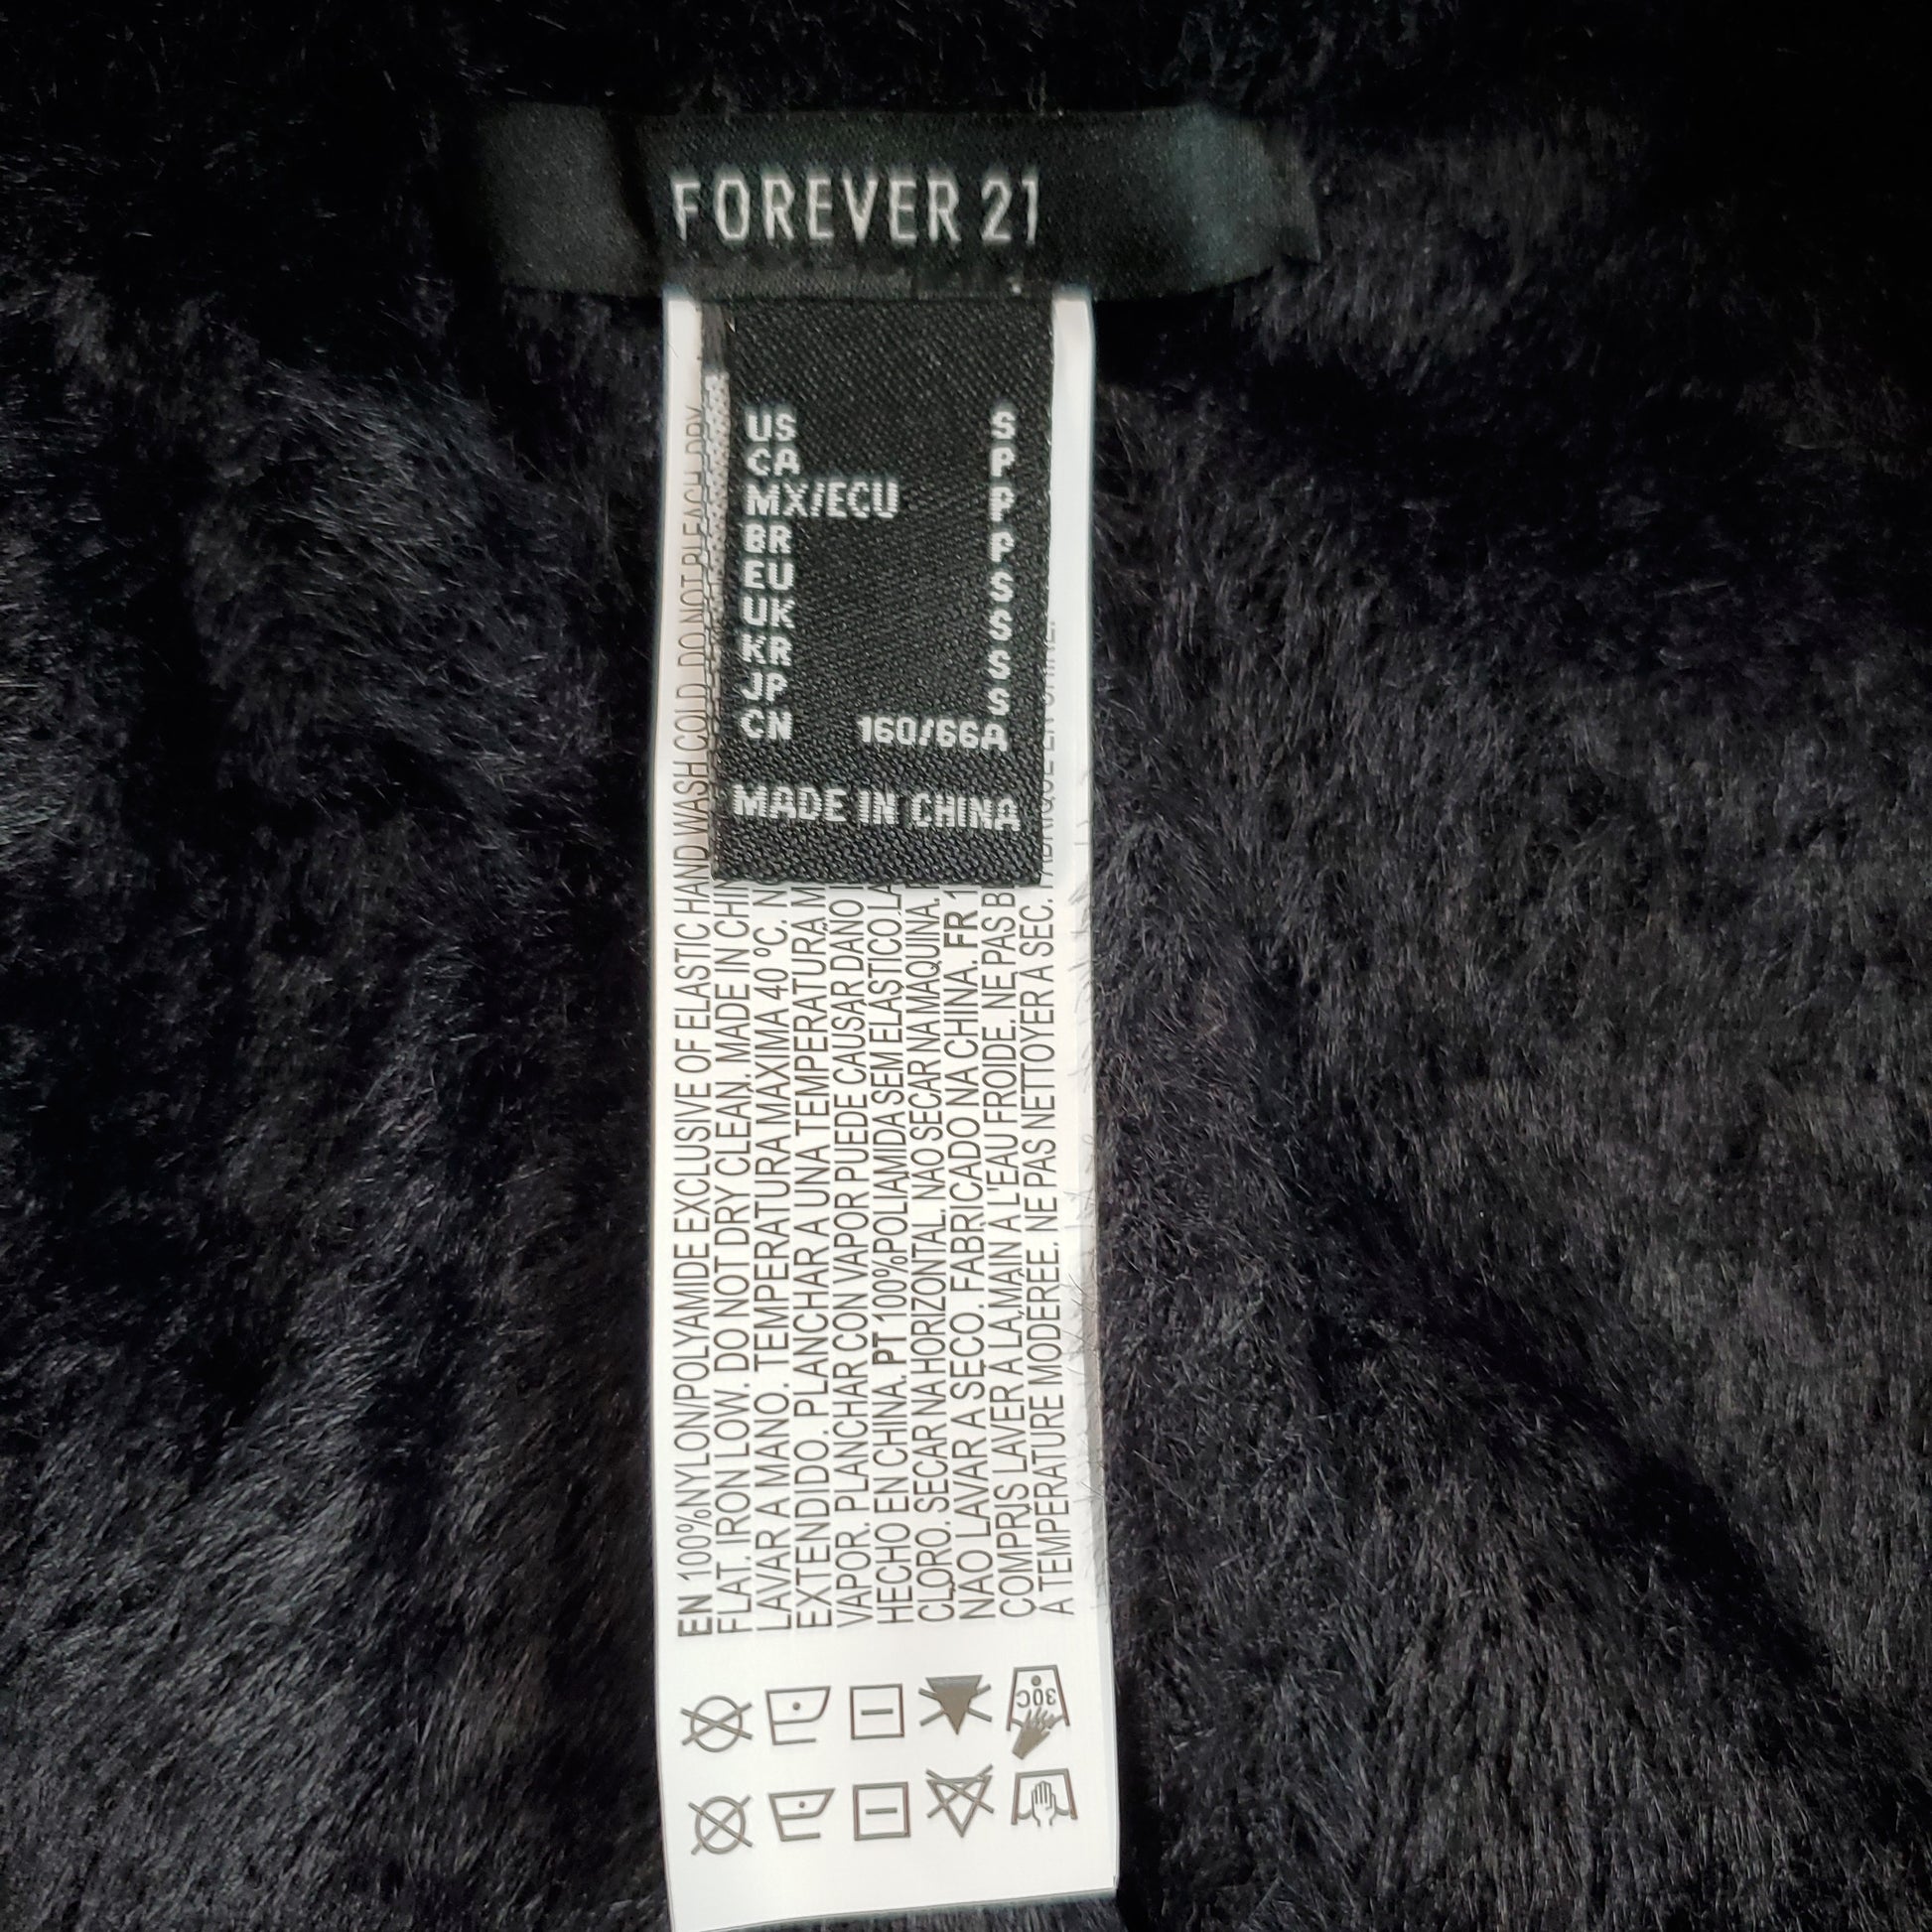 FOREVER 21
US S
CA P
MX/ECU P
BR P
EU S
UK S
KR S
JP S
CN 160/66A
MADE IN CHINA
EN 100%NYLON/POLYAMIDE EXCLUSIVE OF ELASTIC HAND WASH COLD. DO NOT BLEACH. DRY
FLAT. IRON LOW. DO NOT DRY CLEAN. MADE IN
LAVAR A MANO. TEMPERATURA MAXIMA 40 °C.
EXTENDIDO. PLANCHAR A UNA TEMPERATURA
VAPOR. PLANCHAR CON VAPOR PUEDE CAUSAR DANO
HECHO EN CHINA. PT 100%POLIAMIDA SEM ELASTICO.
CLORO. SECAR NA HORIZONTAL. NAO SECAR NA MAQUINA.
NAO LAVAR A SECO. FABRICADO NA CHINA. FR
COMPRIS LAVER A LA MAIN A L'EAU FROIDE. NE PAS
A TEMPERATURE MODEREE. NE PAS NETTOYER A SEC.
30C